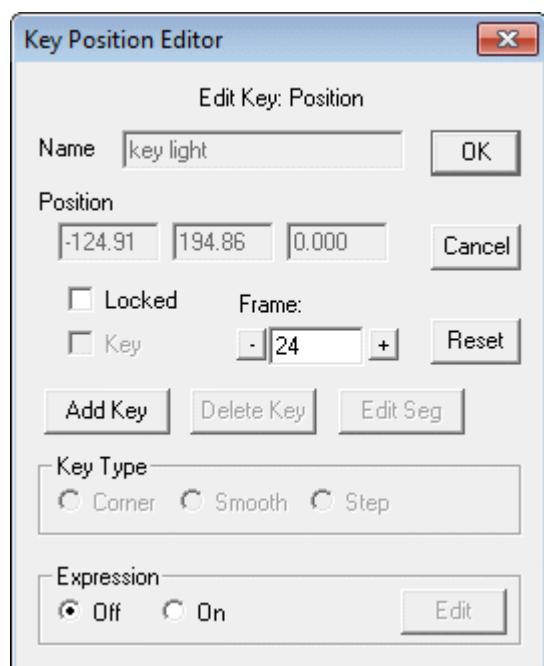 Key Position Editor
Edit Key: Position
Name key light OK
Position
-124.91 194.86 0.000 Cancel
Locked Frame:
Key - 24 + Reset
Add Key Delete Key Edit Seg
Key Type
Corner Smooth Step
Expression
Off On Edit